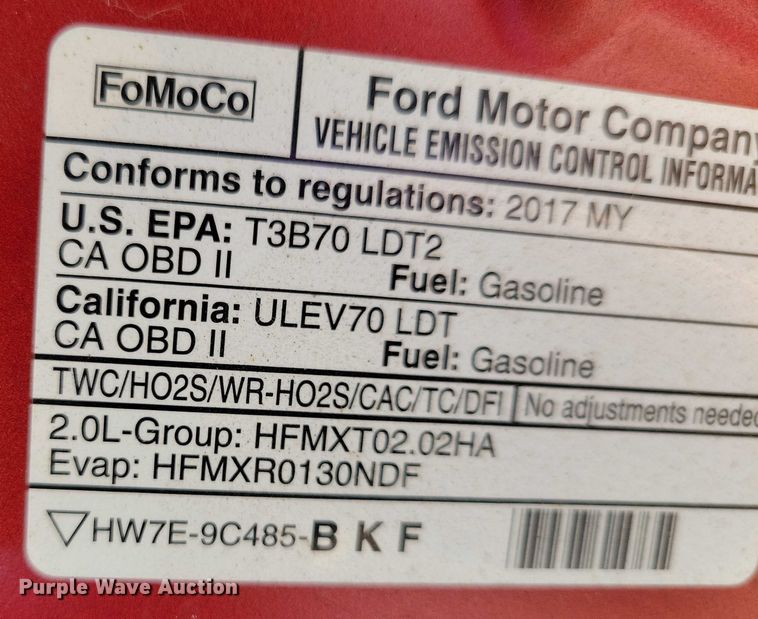 FoMoCo
Ford Motor Company
VEHICLE EMISSION CONTROL INFORMA
Conforms to regulations: 2017 MY
U.S. EPA: T3B70 LDT2
CA OBD II Fuel: Gasoline
California: ULEV70 LDT
CA OBD II Fuel: Gasoline
TWC/HO2S/WR-HO2S/CAC/TC/DFI No adjustments needed
2.0L-Group: HFMXT02.02HA
Evap: HFMXR0130NDF
HW7E-9C485-B K F
Purple Wave Auction